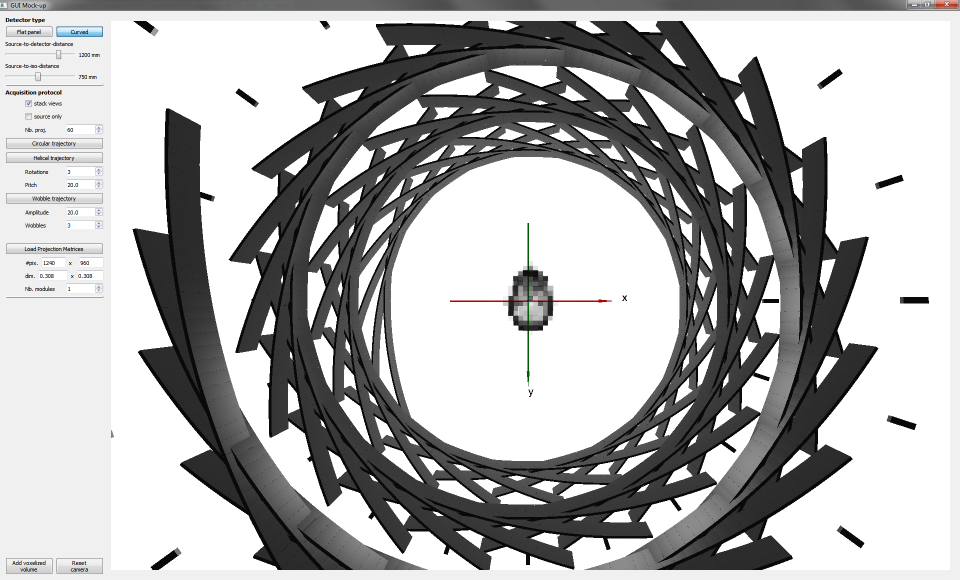 GUI Mock-up
Detector type
Flat panel Curved
Source-to-detector-distance
1200 mm
Source-to-iso-distance
750 mm
Acquisition protocol
stack views
source only
Nb. proj. 60
Circular trajectory
Helical trajectory
Rotations 3
Pitch 20.0
Wobble trajectory
Amplitude 20.0
Wobbles 3
Load Projection Matrices
#pix. 1240 x 960
dim. 0.308 x 0.308
Nb. modules 1
x
y
Add voxelized volume
Reset camera